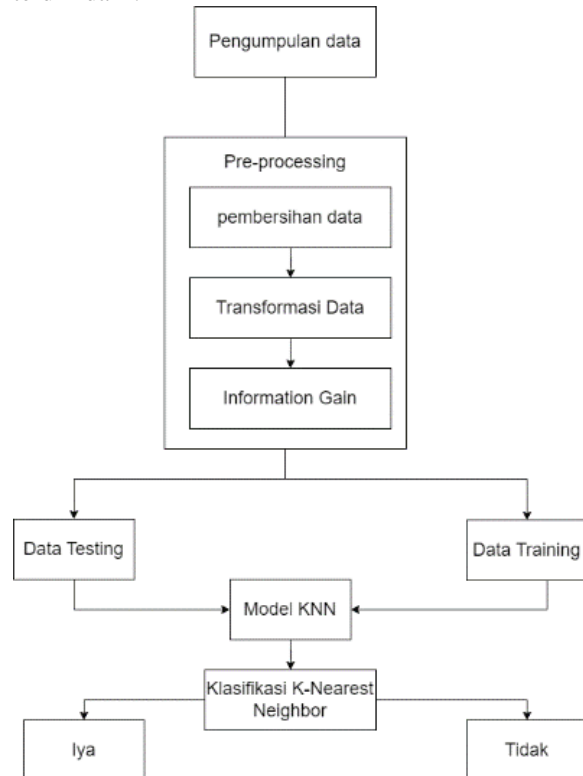 Pengumpulan data
Pre-processing
pembersihan data
Transformasi Data
Information Gain
Data Testing
Data Training
Model KNN
Klasifikasi K-Nearest
Neighbor
Iya
Tidak